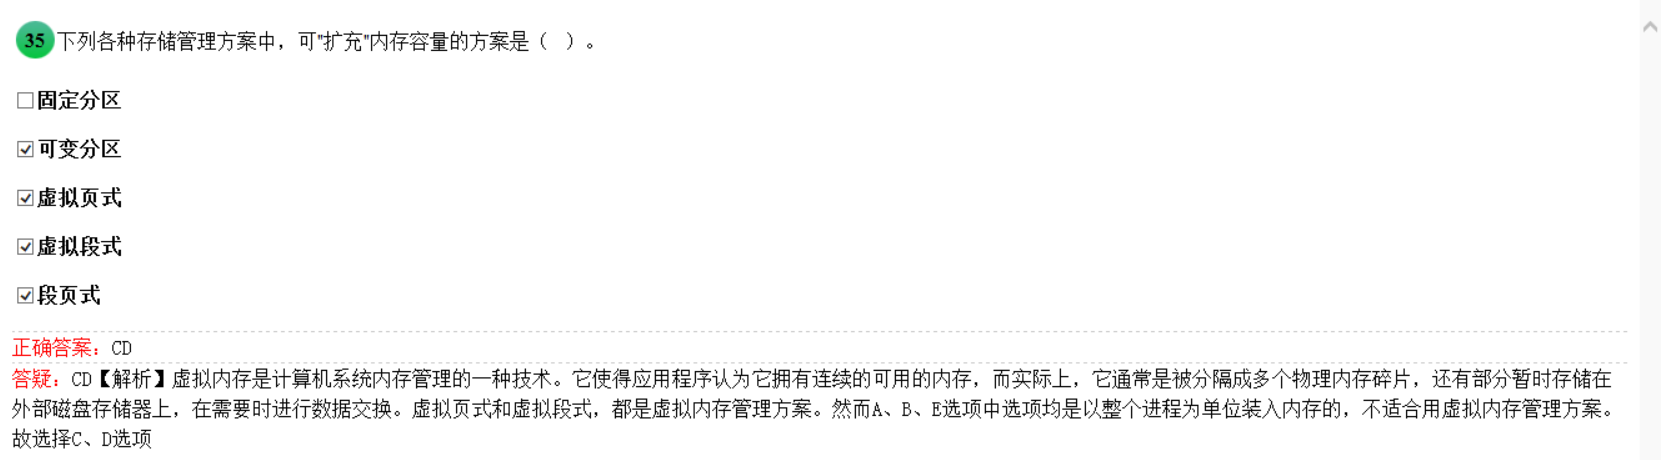 35 下列各种存储管理方案中，可"扩充"内存容量的方案是（　）。
固定分区
可变分区
虚拟页式
虚拟段式
段页式
正确答案：CD
答疑：CD【解析】虚拟内存是计算机系统内存管理的一种技术。它使得应用程序认为它拥有连续的可用的内存，而实际上，它通常是被分隔成多个物理内存碎片，还有部分暂时存储在
外部磁盘存储器上，在需要时进行数据交换。虚拟页式和虚拟段式，都是虚拟内存管理方案。然而A、B、E选项中选项均是以整个进程为单位装入内存的，不适合用虚拟内存管理方案。
故选择C、D选项